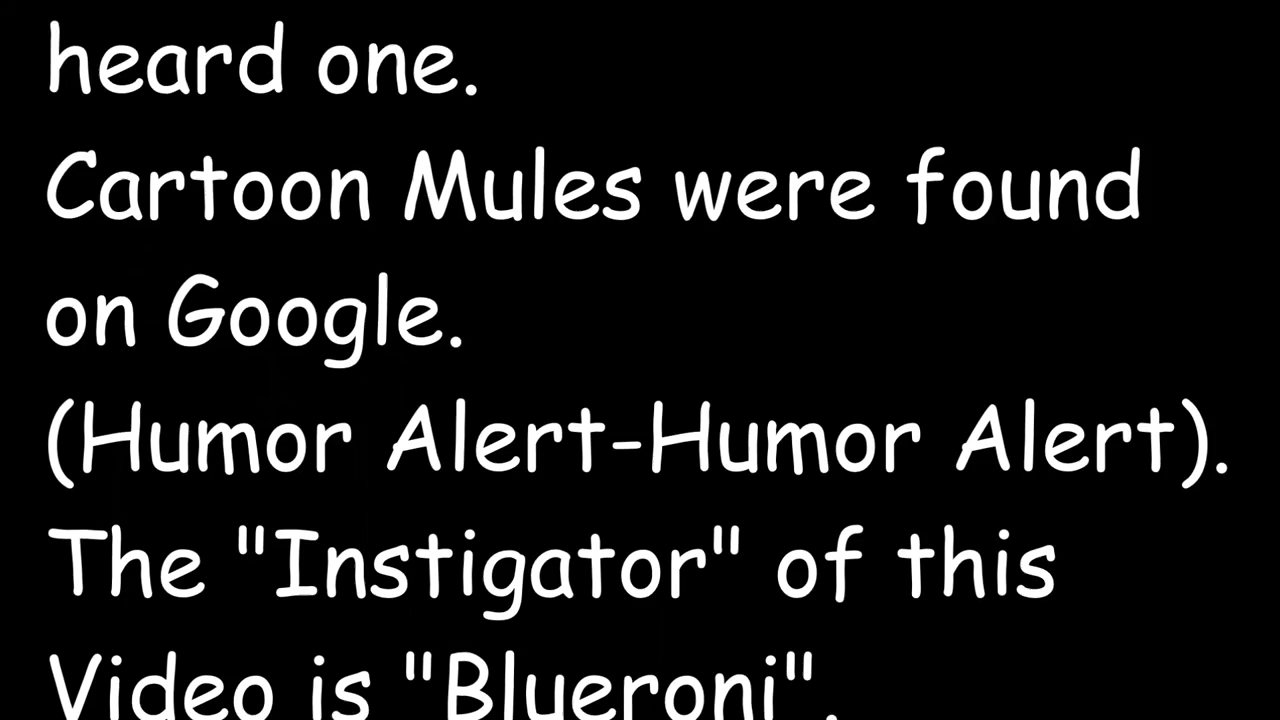 heard one.
Cartoon Mules were found
on Google.
(Humor Alert-Humor Alert).
The "Instigator" of this
Video is "Blueroni".